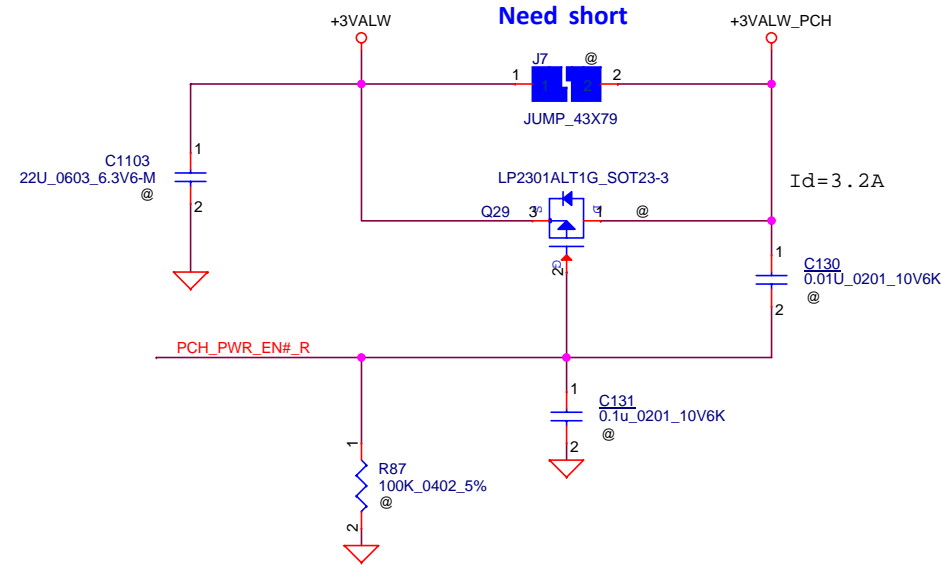 Need short
+3VALW
+3VALW_PCH
J7
@
1
1
2
2
JUMP_43X79
C1103
22U_0603_6.3V6-M
@
1
2
LP2301ALT1G_SOT23-3
Id=3.2A
Q29
3
S
D
1
@
G
2
1
C130
0.01U_0201_10V6K
@
2
PCH_PWR_EN#_R
1
C131
0.1u_0201_10V6K
@
2
1
R87
100K_0402_5%
@
2